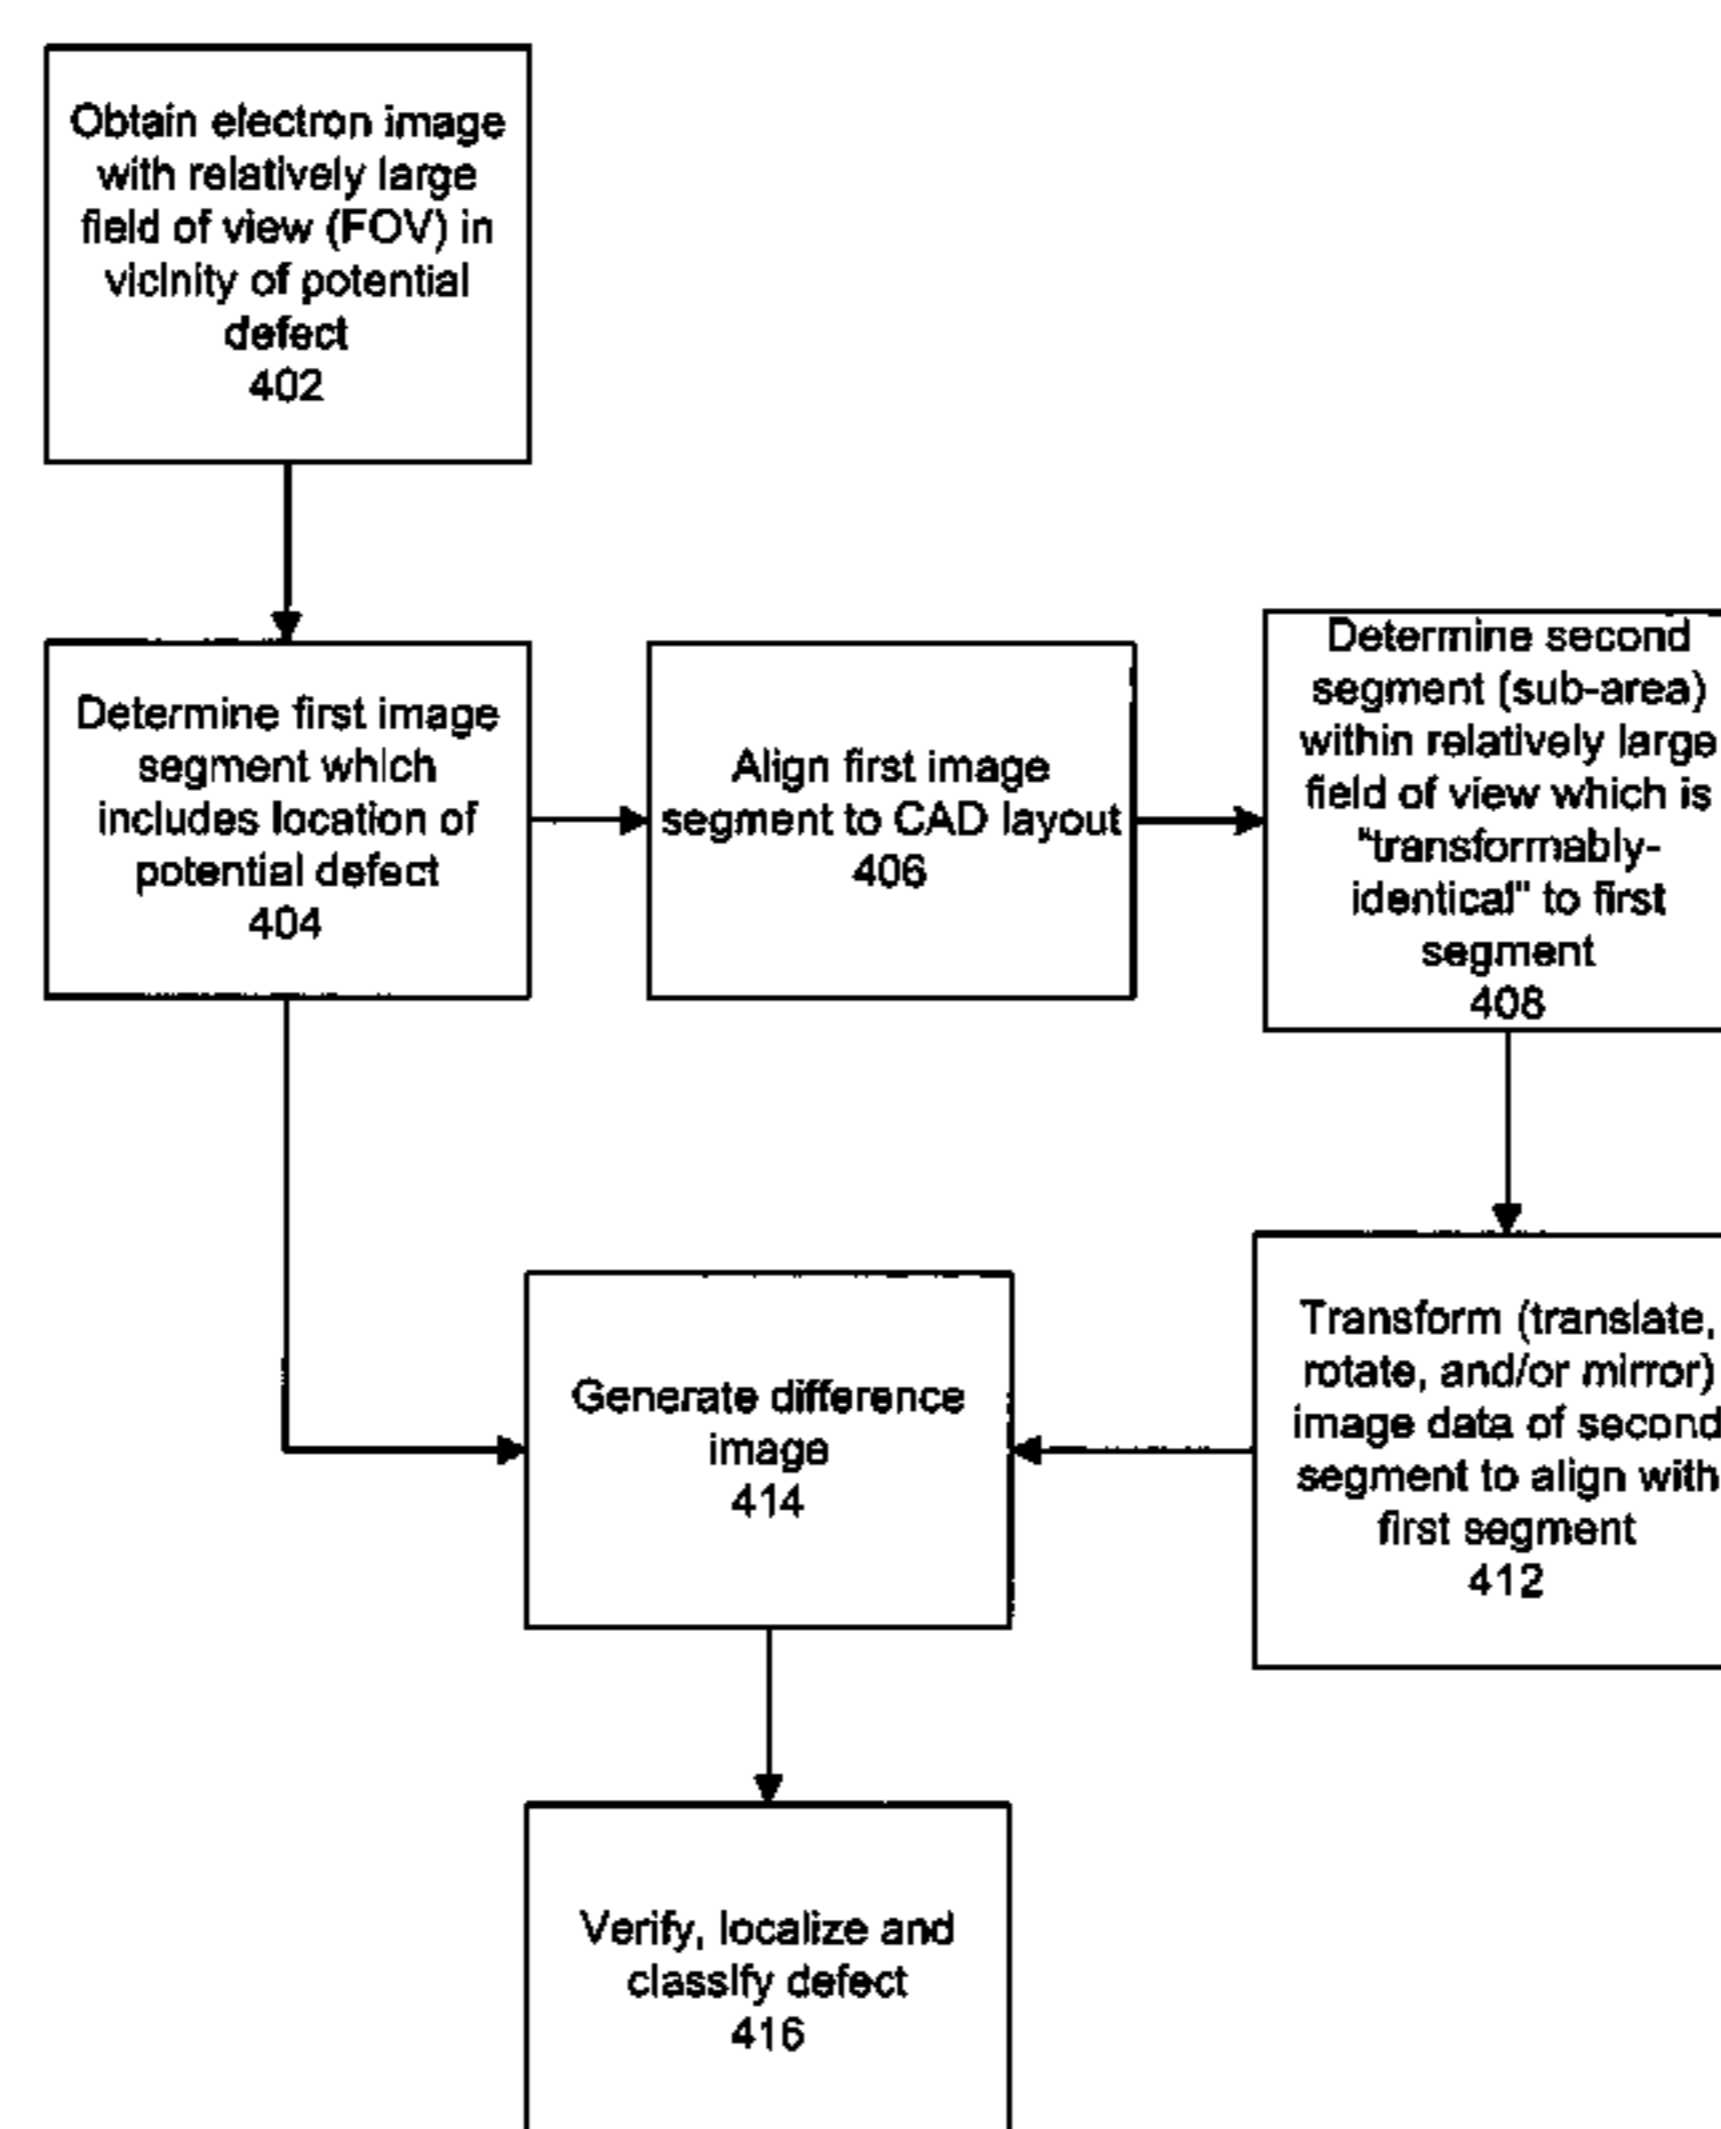 Obtain electron image
with relatively large
field of view (FOV) in
vicinity of potential
defect
402
Determine first image
segment which
includes location of
potential defect
404
Align first image
segment to CAD layout
406
Determine second
segment (sub-area)
within relatively large
field of view which is
"transformably-
identical" to first
segment
408
Transform (translate,
rotate, and/or mirror)
image data of second
segment to align with
first segment
412
Generate difference
image
414
Verify, localize and
classify defect
416